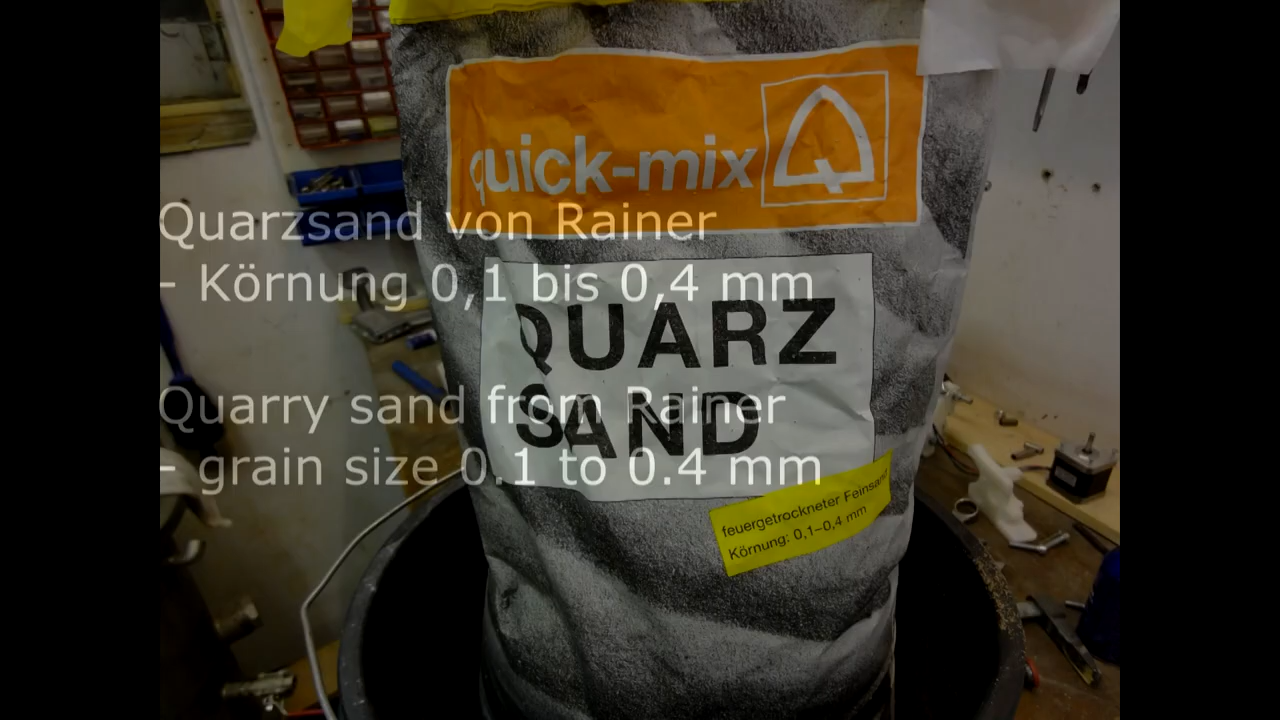 quick-mix Q
Quarzsand von Rainer
- Körnung 0,1 bis 0,4 mm
QUARZ
SAND
Quarry sand from Rainer
- grain size 0.1 to 0.4 mm
feuergetrockneter Feinsand
Körnung: 0,1–0,4 mm